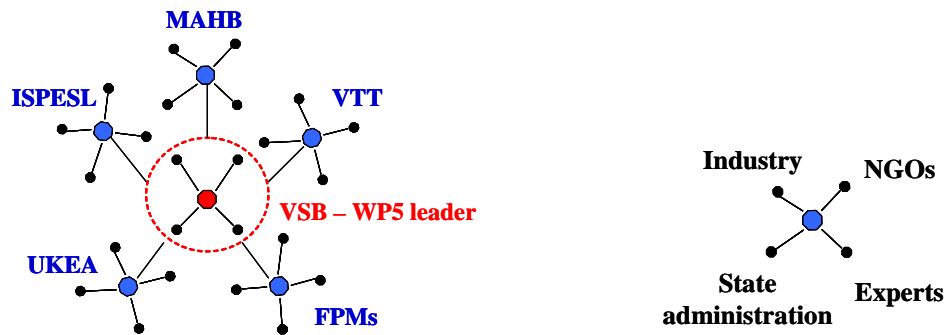 MAHB
ISPESL
VTT
VSB – WP5 leader
UKEA
FPMs
Industry
NGOs
State
administration
Experts